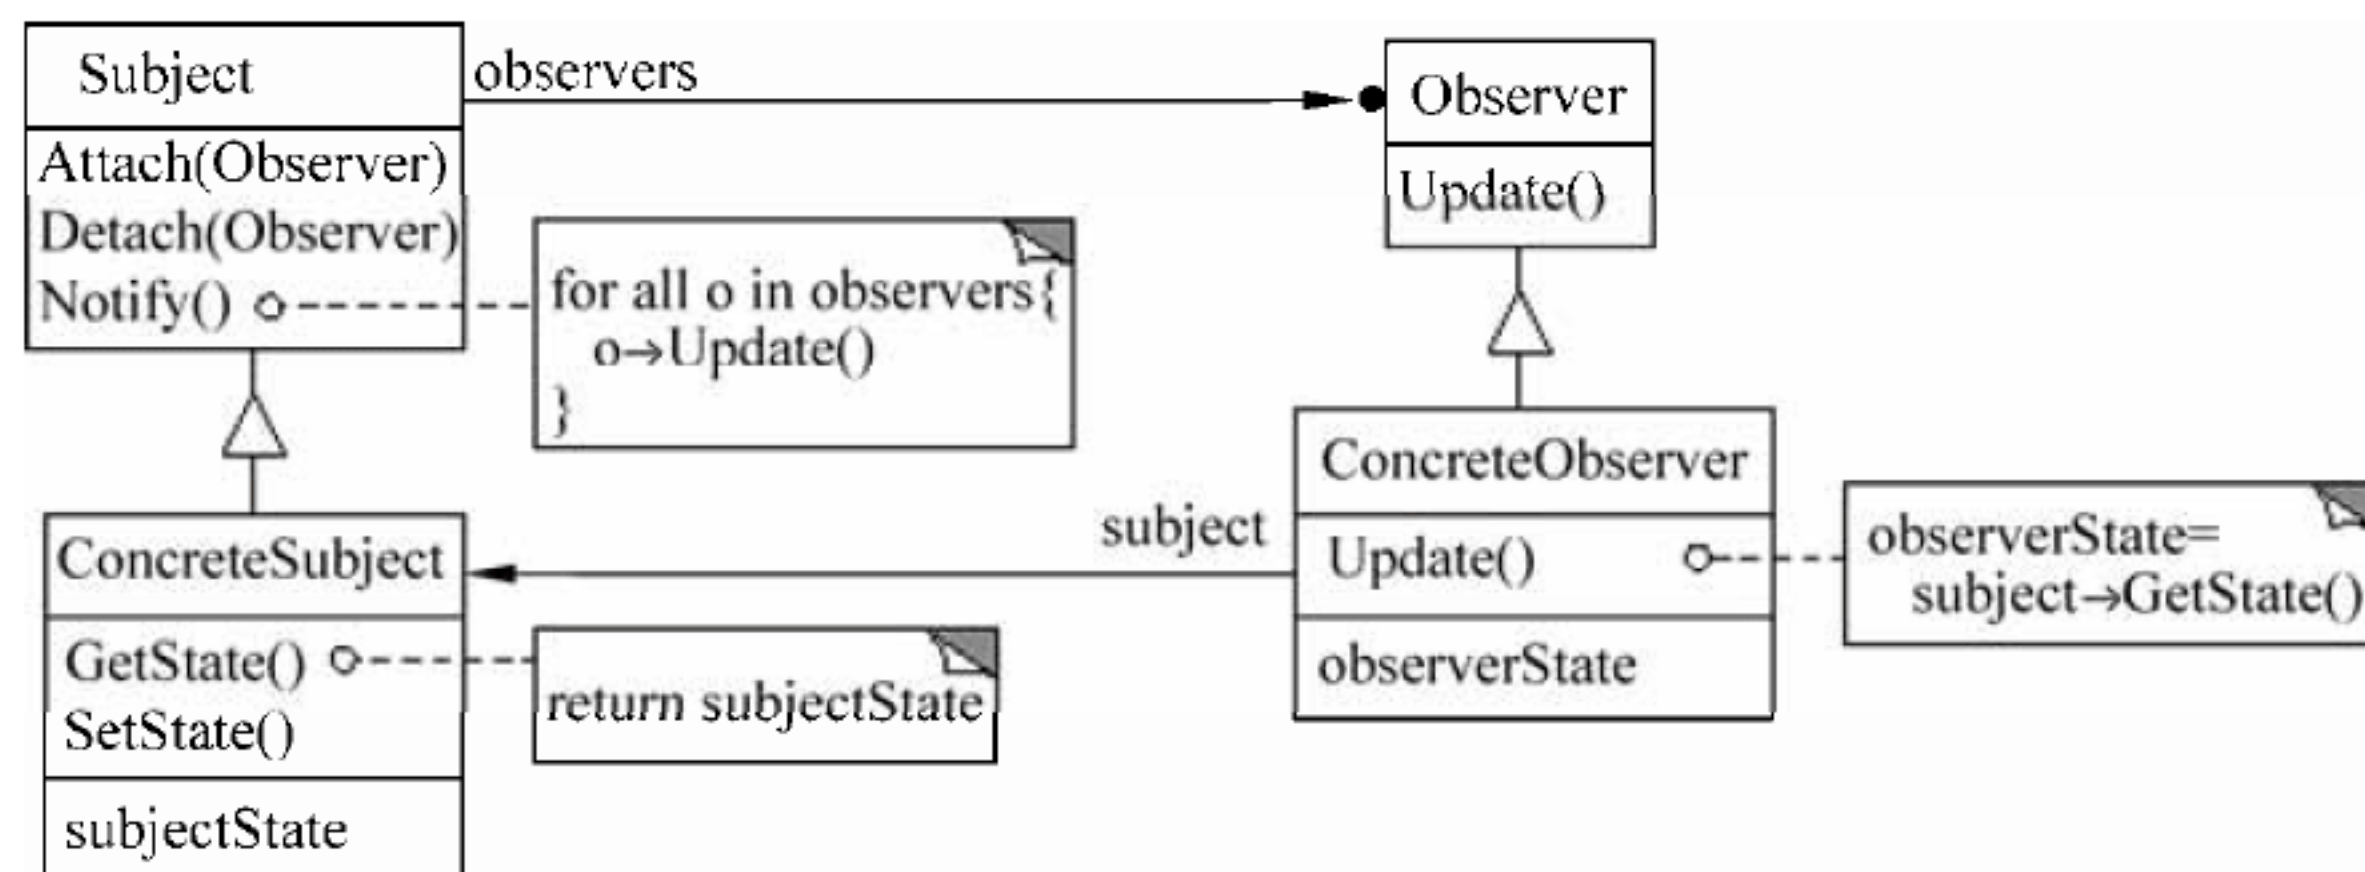 Subject
Attach(Observer)
Detach(Observer)
Notify()
observers
Observer
Update()
for all o in observers{
o→Update()
}
ConcreteSubject
GetState()
SetState()
subjectState
return subjectState
subject
ConcreteObserver
Update()
observerState
observerState=
subject→GetState()